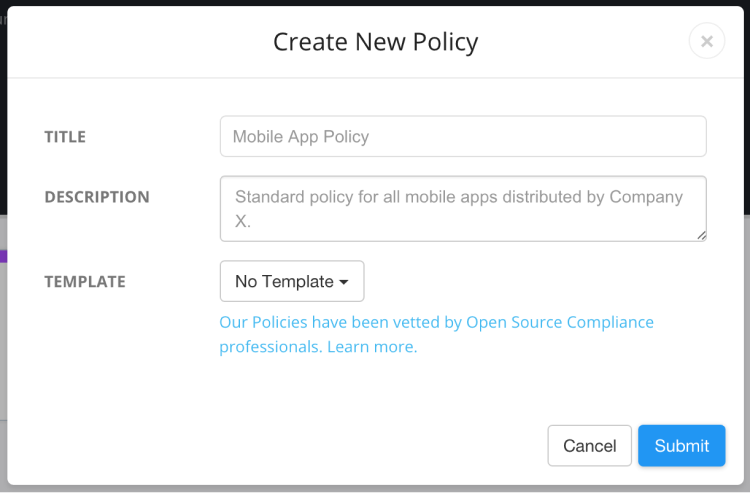 Create New Policy
×
TITLE
Mobile App Policy
DESCRIPTION
Standard policy for all mobile apps distributed by Company
X.
TEMPLATE
No Template
Our Policies have been vetted by Open Source Compliance
professionals. Learn more.
Cancel
Submit